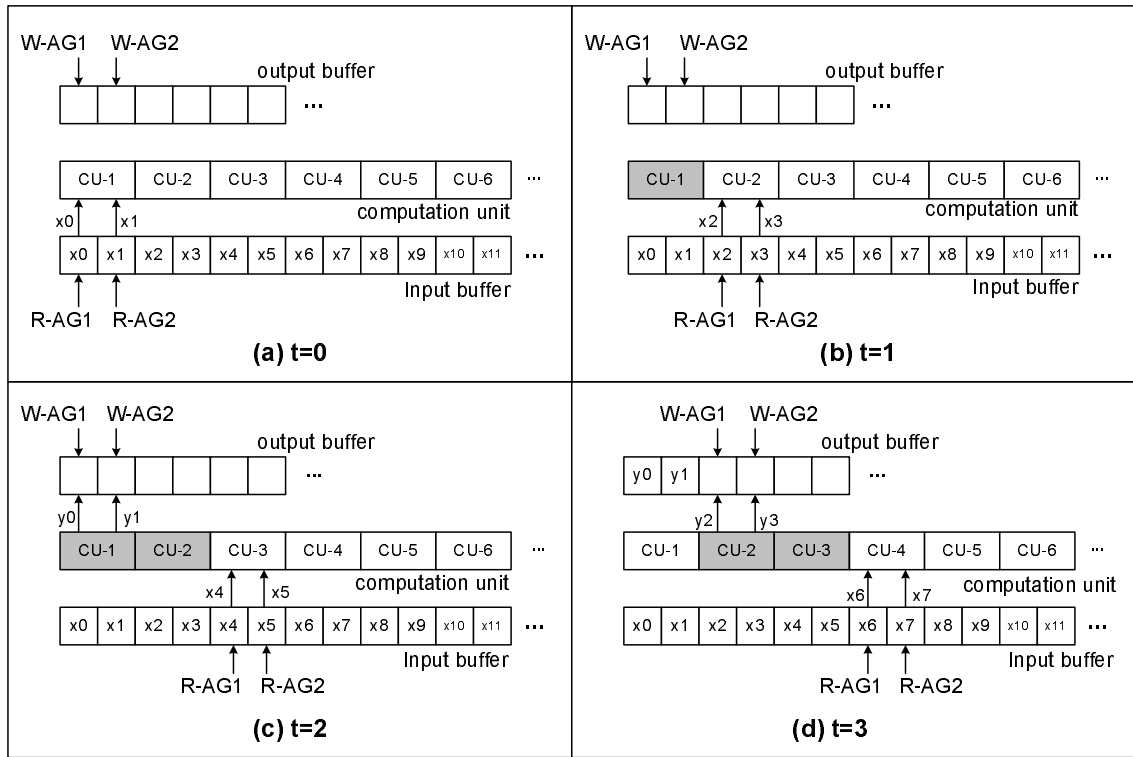 W-AG1 W-AG2
output buffer
...
CU-1 CU-2 CU-3 CU-4 CU-5 CU-6 ...
x0 x1 computation unit
x0 x1 x2 x3 x4 x5 x6 x7 x8 x9 x10 x11 ...
Input buffer
R-AG1 R-AG2
(a) t=0
W-AG1 W-AG2
output buffer
...
CU-1 CU-2 CU-3 CU-4 CU-5 CU-6 ...
x2 x3 computation unit
x0 x1 x2 x3 x4 x5 x6 x7 x8 x9 x10 x11 ...
Input buffer
R-AG1 R-AG2
(b) t=1
W-AG1 W-AG2
output buffer
...
y0 y1
CU-1 CU-2 CU-3 CU-4 CU-5 CU-6 ...
computation unit
x4 x5
x0 x1 x2 x3 x4 x5 x6 x7 x8 x9 x10 x11 ...
Input buffer
R-AG1 R-AG2
(c) t=2
W-AG1 W-AG2
output buffer
y0 y1 ...
y2 y3
CU-1 CU-2 CU-3 CU-4 CU-5 CU-6 ...
computation unit
x6 x7
x0 x1 x2 x3 x4 x5 x6 x7 x8 x9 x10 x11 ...
Input buffer
R-AG1 R-AG2
(d) t=3